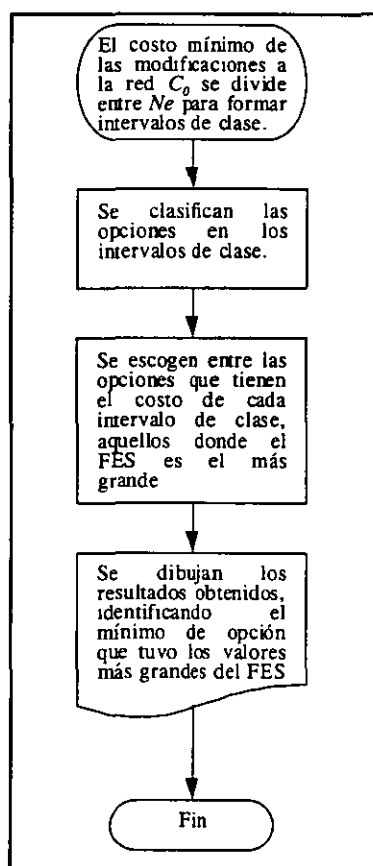 El costo mínimo de
las modificaciones a
la red C₀ se divide
entre Ne para formar
intervalos de clase.
Se clasifican las
opciones en los
intervalos de clase.
Se escogen entre las
opciones que tienen
el costo de cada
intervalo de clase,
aquellos donde el
FES es el más
grande
Se dibujan los
resultados obtenidos,
identificando el
mínimo de opción
que tuvo los valores
más grandes del FES
Fin